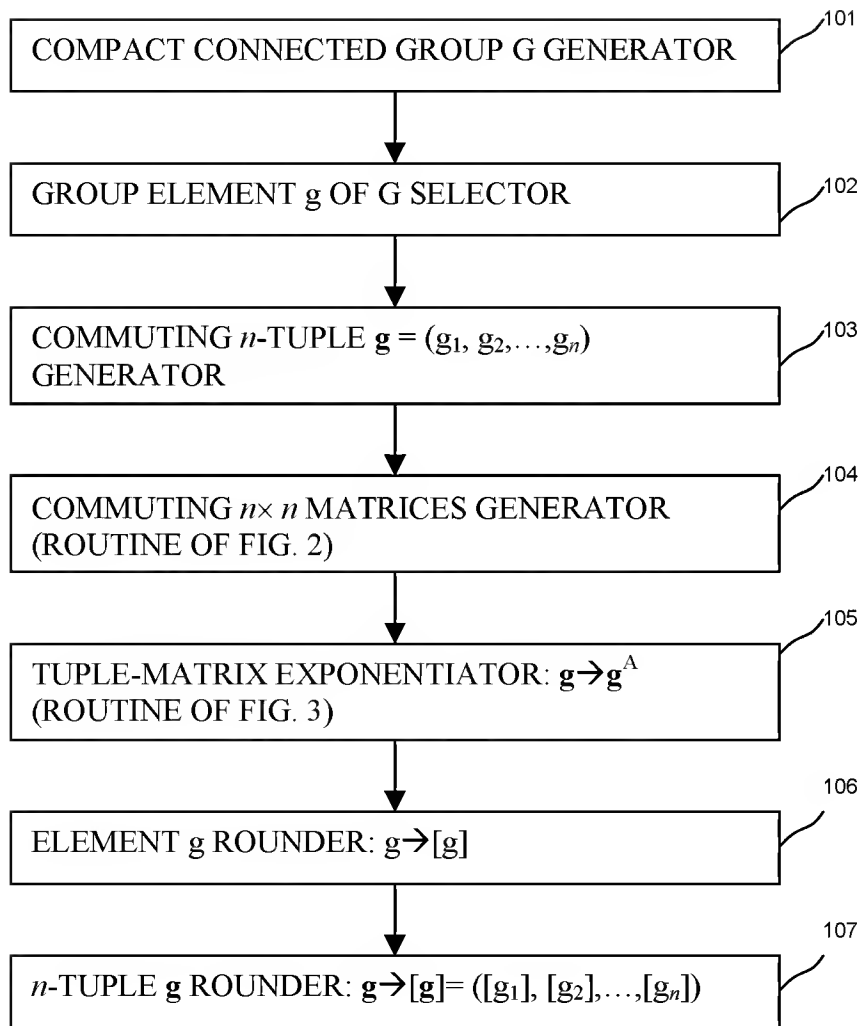 101
COMPACT CONNECTED GROUP G GENERATOR
102
GROUP ELEMENT g OF G SELECTOR
103
COMMUTING n-TUPLE g = (g₁, g₂,…,gₙ)
GENERATOR
104
COMMUTING n× n MATRICES GENERATOR
(ROUTINE OF FIG. 2)
105
TUPLE-MATRIX EXPONENTIATOR: g→gᴬ
(ROUTINE OF FIG. 3)
106
ELEMENT g ROUNDER: g→[g]
107
n-TUPLE g ROUNDER: g→[g]= ([g₁], [g₂],…,[gₙ])